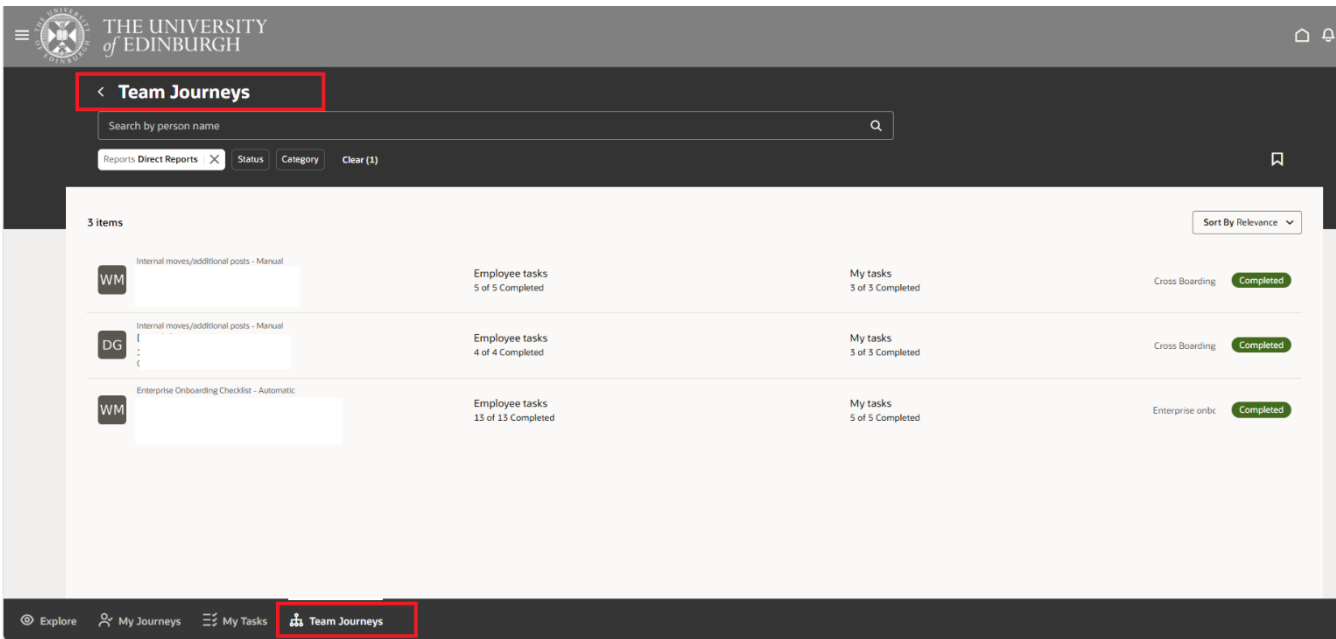 THE UNIVERSITY
of EDINBURGH
Team Journeys
Search by person name
Reports Direct Reports Status Category Clear (1)
3 items
Sort By Relevance
Internal moves/additional posts - Manual
WM
Employee tasks
5 of 5 Completed
My tasks
3 of 3 Completed
Cross Boarding
Completed
Internal moves/additional posts - Manual
DG
Employee tasks
4 of 4 Completed
My tasks
3 of 3 Completed
Cross Boarding
Completed
Enterprise Onboarding Checklist - Automatic
WM
Employee tasks
13 of 13 Completed
My tasks
5 of 5 Completed
Enterprise onbc
Completed
Explore My Journeys My Tasks Team Journeys